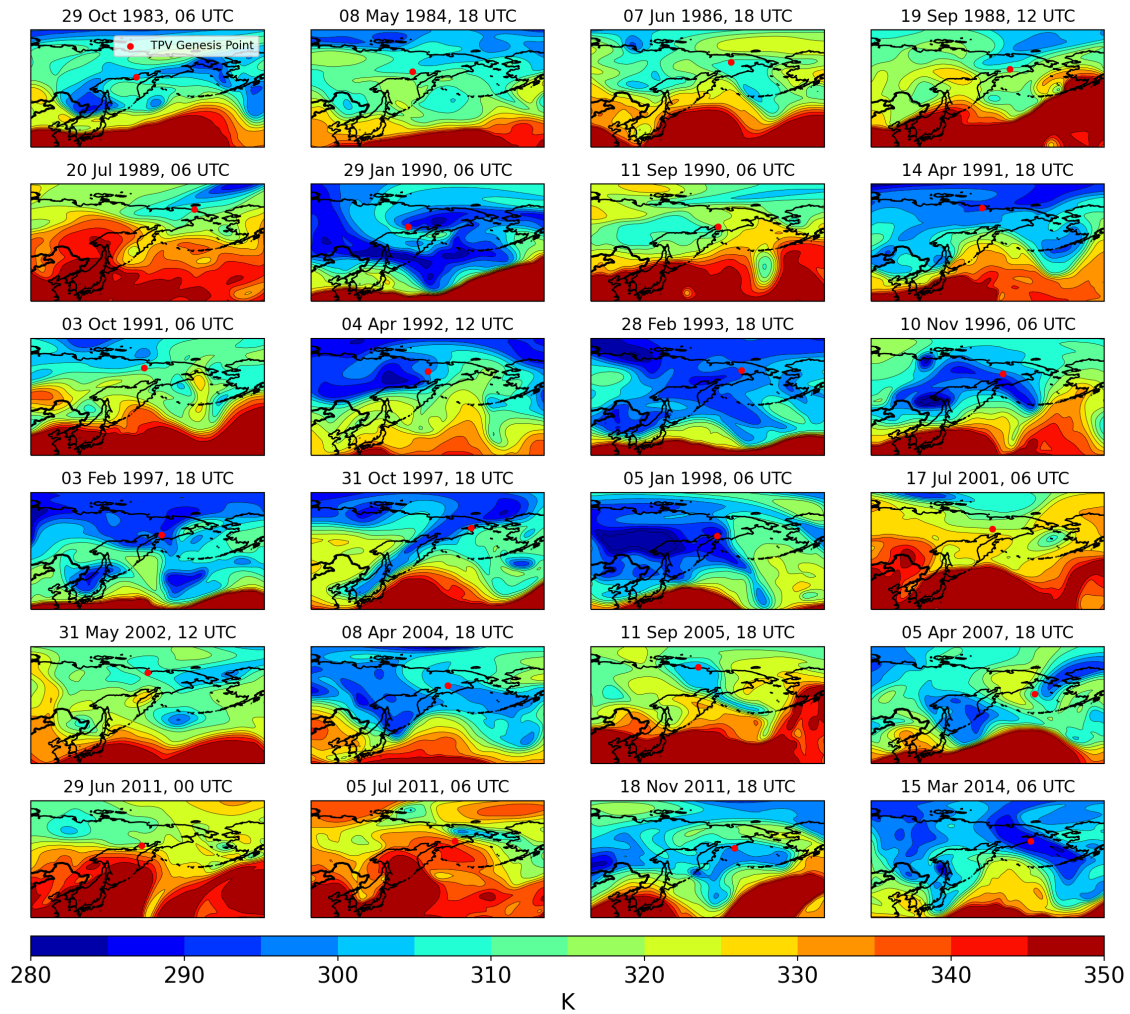 29 Oct 1983, 06 UTC
08 May 1984, 18 UTC
07 Jun 1986, 18 UTC
19 Sep 1988, 12 UTC
TPV Genesis Point
20 Jul 1989, 06 UTC
29 Jan 1990, 06 UTC
11 Sep 1990, 06 UTC
14 Apr 1991, 18 UTC
03 Oct 1991, 06 UTC
04 Apr 1992, 12 UTC
28 Feb 1993, 18 UTC
10 Nov 1996, 06 UTC
03 Feb 1997, 18 UTC
31 Oct 1997, 18 UTC
05 Jan 1998, 06 UTC
17 Jul 2001, 06 UTC
31 May 2002, 12 UTC
08 Apr 2004, 18 UTC
11 Sep 2005, 18 UTC
05 Apr 2007, 18 UTC
29 Jun 2011, 00 UTC
05 Jul 2011, 06 UTC
18 Nov 2011, 18 UTC
15 Mar 2014, 06 UTC
280 290 300 310 320 330 340 350
K